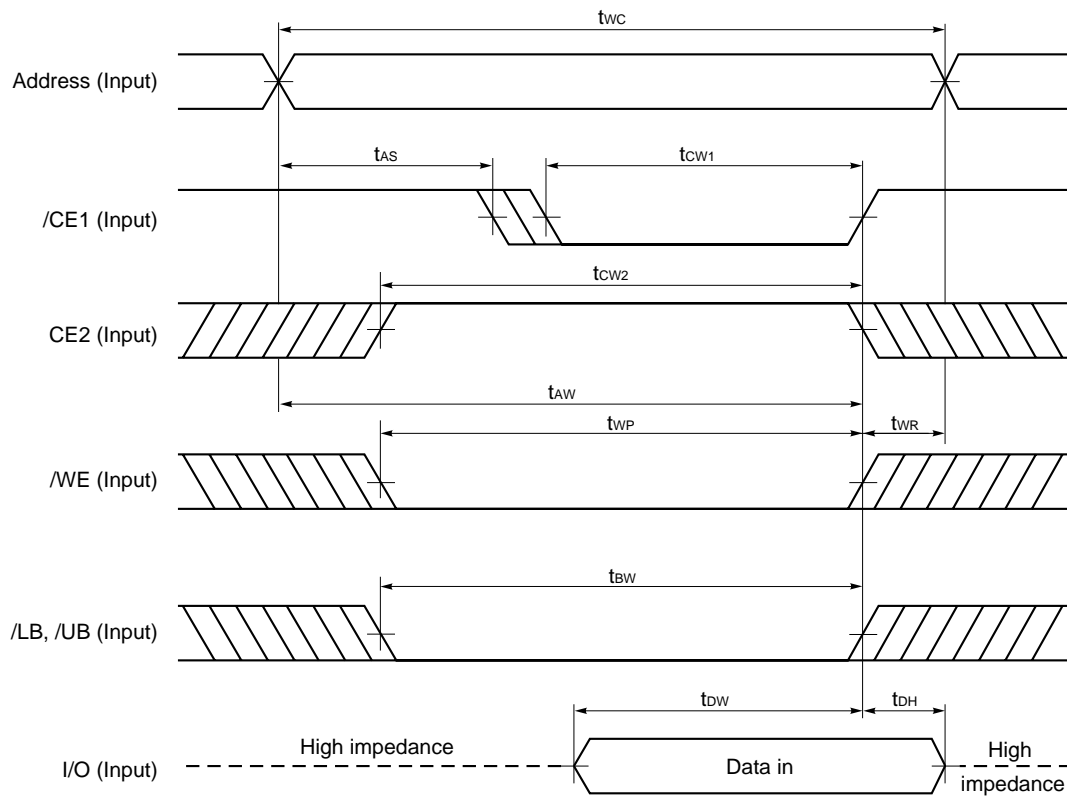 tWC
Address (Input)
tAS
tCW1
/CE1 (Input)
tCW2
CE2 (Input)
tAW
tWP
tWR
/WE (Input)
tBW
/LB, /UB (Input)
tDW
tDH
I/O (Input)
High impedance
Data in
High
impedance